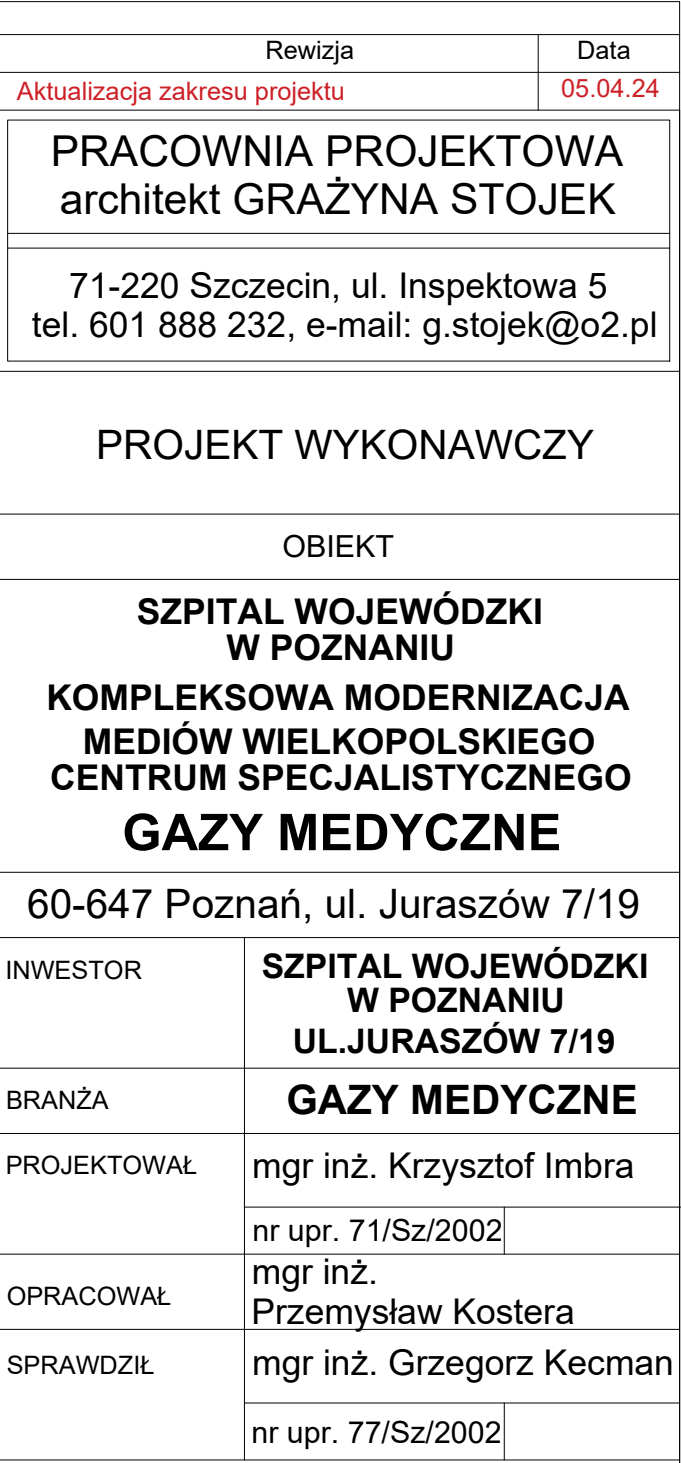 Rewizja Data
Aktualizacja zakresu projektu 05.04.24
PRACOWNIA PROJEKTOWA
architekt GRAŻYNA STOJEK
71-220 Szczecin, ul. Inspektowa 5
tel. 601 888 232, e-mail: g.stojek@o2.pl
PROJEKT WYKONAWCZY
OBIEKT
SZPITAL WOJEWÓDZKI
W POZNANIU
KOMPLEKSOWA MODERNIZACJA
MEDIÓW WIELKOPOLSKIEGO
CENTRUM SPECJALISTYCZNEGO
GAZY MEDYCZNE
60-647 Poznań, ul. Juraszów 7/19
INWESTOR SZPITAL WOJEWÓDZKI
W POZNANIU
UL.JURASZÓW 7/19
BRANŻA GAZY MEDYCZNE
PROJEKTOWAŁ mgr inż. Krzysztof Imbra
nr upr. 71/Sz/2002
OPRACOWAŁ mgr inż.
Przemysław Kostera
SPRAWDZIŁ mgr inż. Grzegorz Kecman
nr upr. 77/Sz/2002